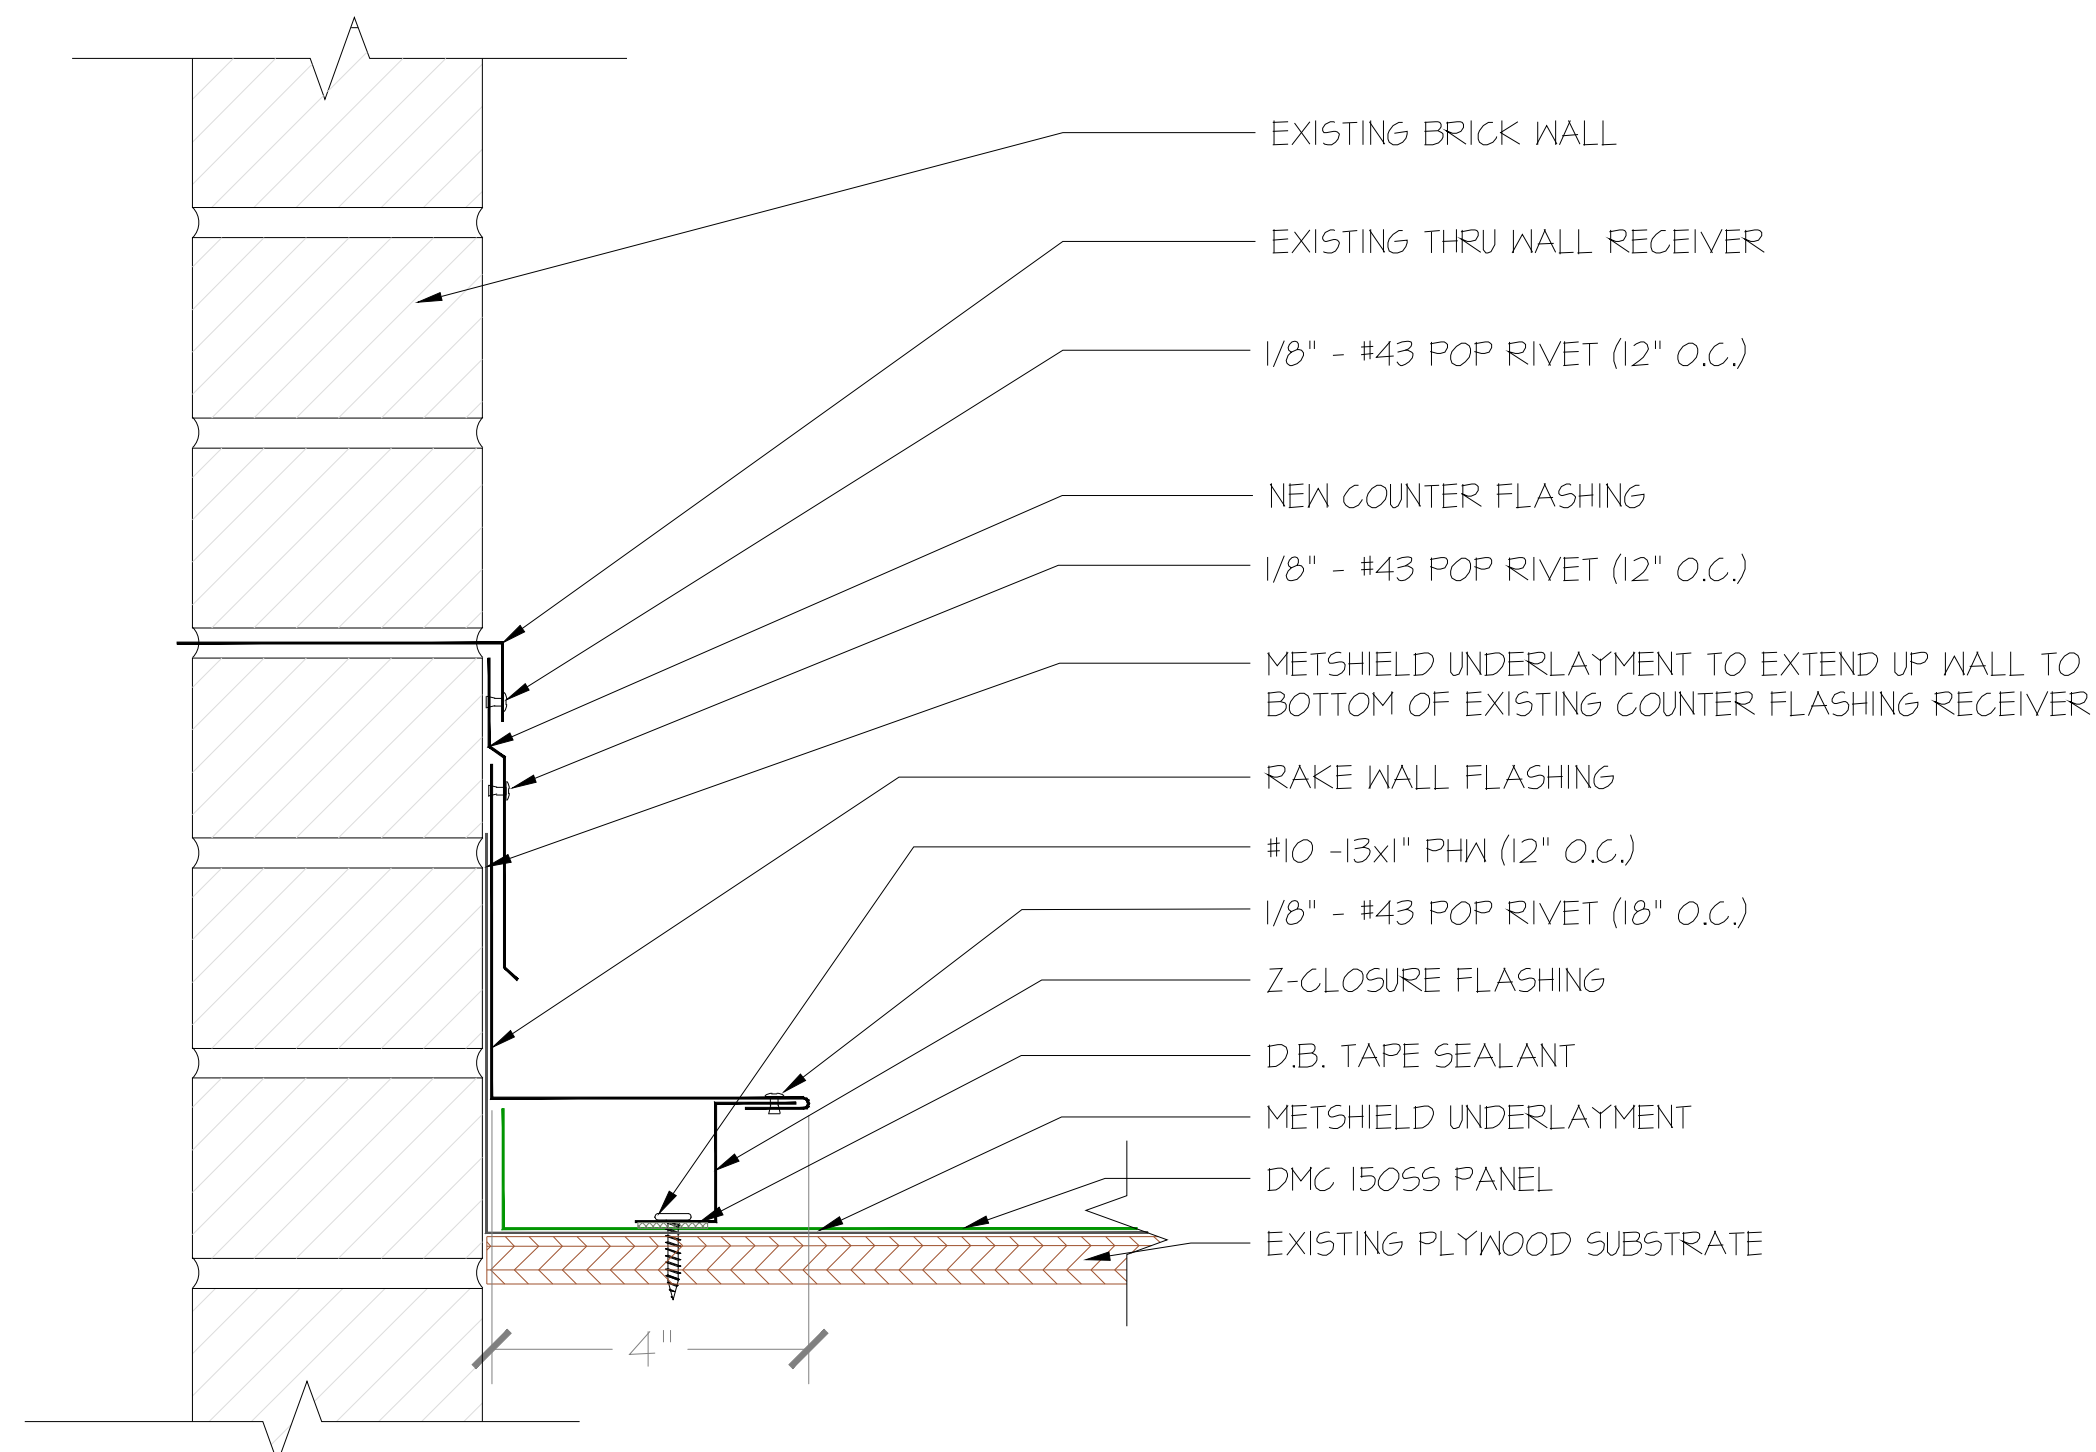 EXISTING BRICK WALL
EXISTING THRU WALL RECEIVER
1/8" - #43 POP RIVET (12" O.C.)
NEW COUNTER FLASHING
1/8" - #43 POP RIVET (12" O.C.)
METSHIELD UNDERLAYMENT TO EXTEND UP WALL TO
BOTTOM OF EXISTING COUNTER FLASHING RECEIVER
RAKE WALL FLASHING
#10 -13x1" PHW (12" O.C.)
1/8" - #43 POP RIVET (18" O.C.)
Z-CLOSURE FLASHING
D.B. TAPE SEALANT
METSHIELD UNDERLAYMENT
DMC 150SS PANEL
EXISTING PLYWOOD SUBSTRATE
4"